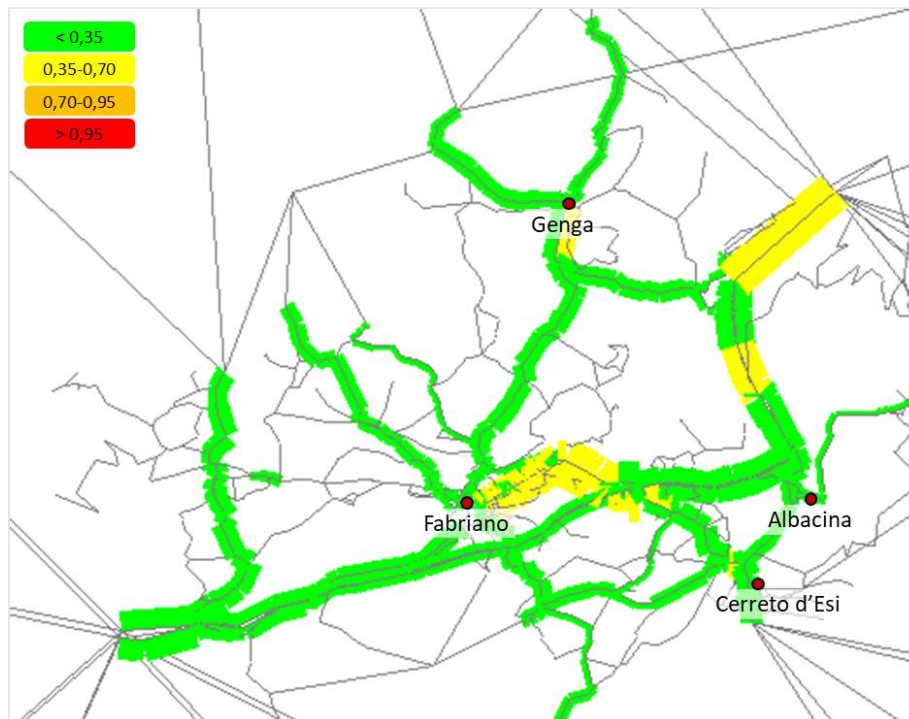 < 0,35
0,35-0,70
0,70-0,95
> 0,95
Genga
Fabriano
Albacina
Cerreto d’Esi